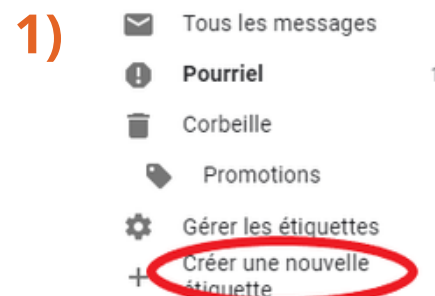 1)
Tous les messages
Pourriel
Corbeille
Promotions
Gérer les étiquettes
Créer une nouvelle
étiquette